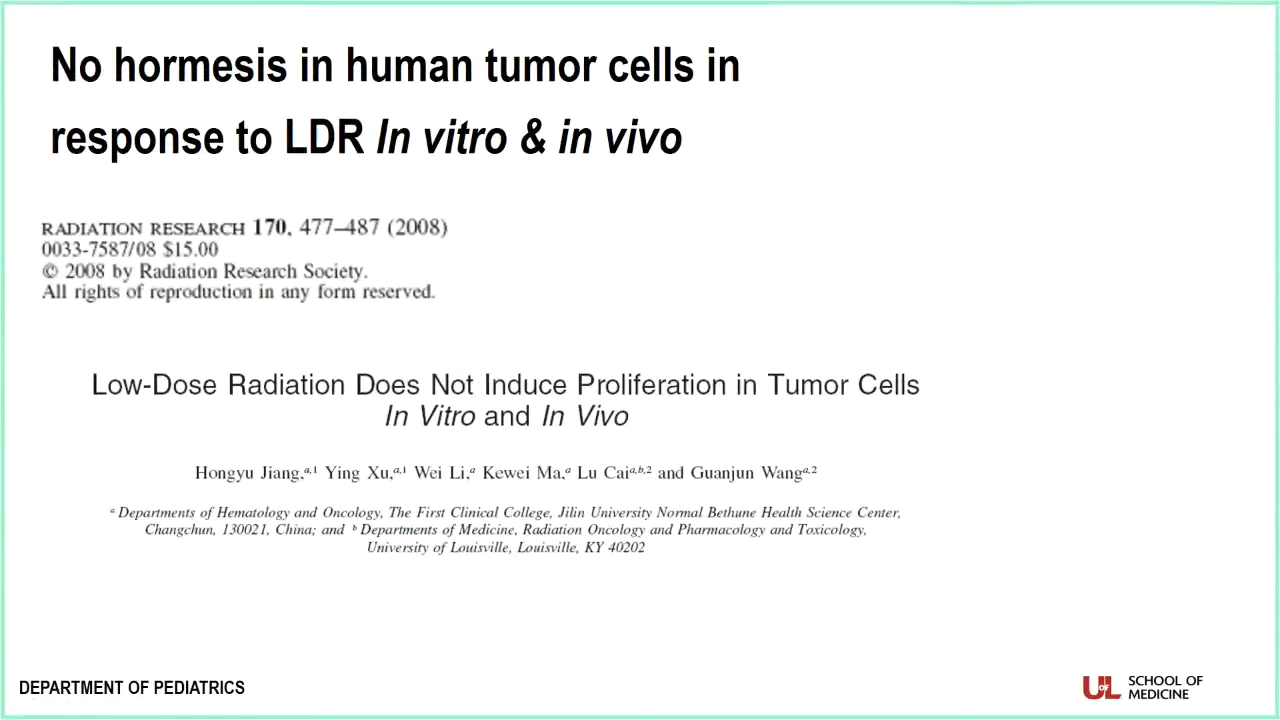 No hormesis in human tumor cells in
response to LDR In vitro & in vivo
RADIATION RESEARCH 170, 477–487 (2008)
0033-7587/08 $15.00
© 2008 by Radiation Research Society.
All rights of reproduction in any form reserved.
Low-Dose Radiation Does Not Induce Proliferation in Tumor Cells
In Vitro and In Vivo
Hongyu Jiang,a,1 Ying Xu,a,1 Wei Li,a Kewei Ma,a Lu Caia,b,2 and Guanjun Wanga,2
a Departments of Hematology and Oncology, The First Clinical College, Jilin University Normal Bethune Health Science Center,
Changchun, 130021, China; and b Departments of Medicine, Radiation Oncology and Pharmacology and Toxicology,
University of Louisville, Louisville, KY 40202
DEPARTMENT OF PEDIATRICS
UofL SCHOOL OF
MEDICINE